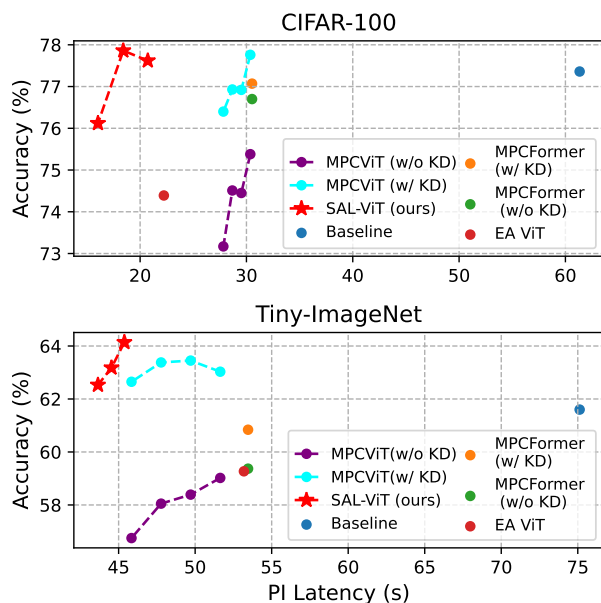 CIFAR-100
Accuracy (%)
78
77
76
75
74
73
20
30
40
50
60
MPCViT (w/o KD)
MPCViT (w/ KD)
SAL-ViT (ours)
Baseline
MPCFormer
(w/ KD)
MPCFormer
(w/o KD)
EA ViT
Tiny-ImageNet
Accuracy (%)
64
62
60
58
45
50
55
60
65
70
75
MPCViT(w/o KD)
MPCViT(w/ KD)
SAL-ViT (ours)
Baseline
MPCFormer
(w/ KD)
MPCFormer
(w/o KD)
EA ViT
PI Latency (s)